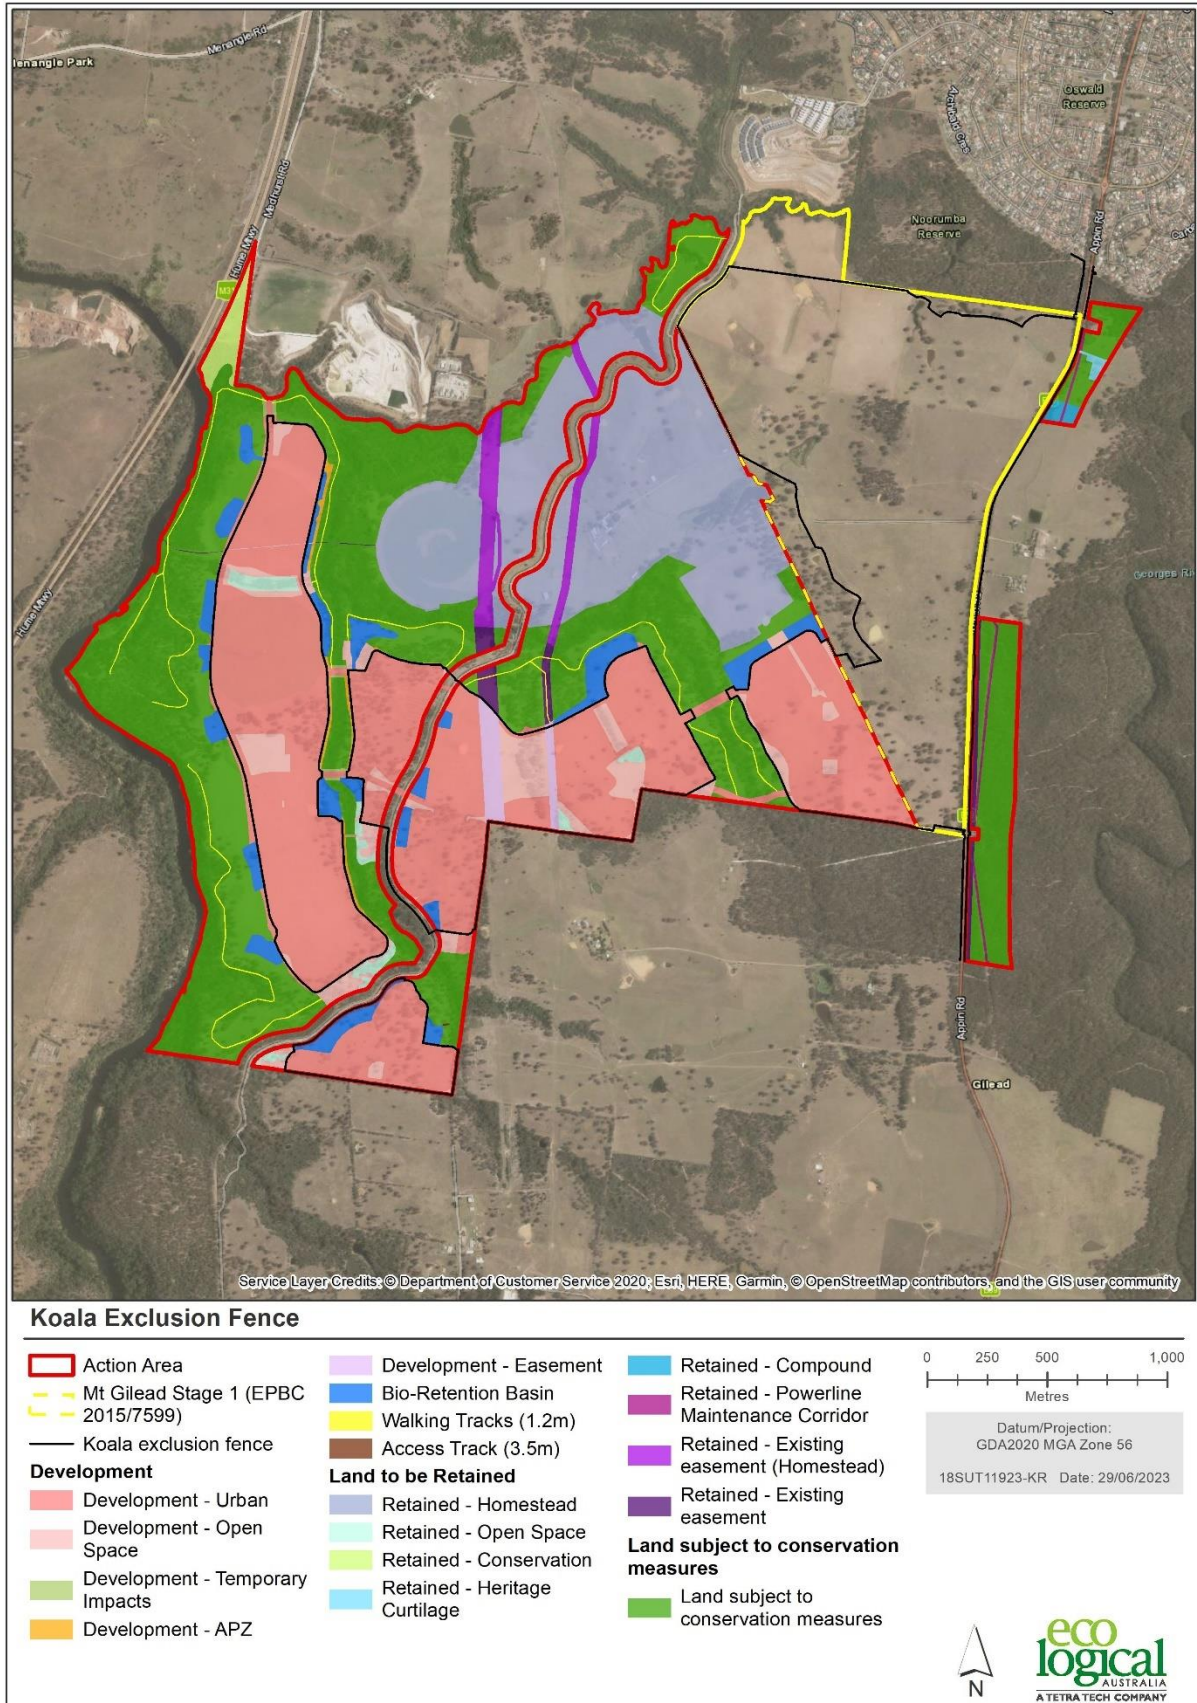 Menangle Rd
lenangle Park
Medhurst Rd
Hume Mwy
M31
Archibald Cres
Oswald
Reserve
Noorumba
Reserve
Appin Rd
Georges Ri
Hume Mwy
Appin Rd
Gilead
Service Layer Credits: © Department of Customer Service 2020; Esri, HERE, Garmin, © OpenStreetMap contributors, and the GIS user community
Koala Exclusion Fence
Action Area
Mt Gilead Stage 1 (EPBC
2015/7599)
Koala exclusion fence
Development
Development - Urban
Development - Open
Space
Development - Temporary
Impacts
Development - APZ
Development - Easement
Bio-Retention Basin
Walking Tracks (1.2m)
Access Track (3.5m)
Land to be Retained
Retained - Homestead
Retained - Open Space
Retained - Conservation
Retained - Heritage
Curtilage
Retained - Compound
Retained - Powerline
Maintenance Corridor
Retained - Existing
easement (Homestead)
Retained - Existing
easement
Land subject to conservation
measures
Land subject to
conservation measures
0 250 500 1,000
Metres
Datum/Projection:
GDA2020 MGA Zone 56
18SUT11923-KR Date: 29/06/2023
N
eco
logical
AUSTRALIA
A TETRA TECH COMPANY